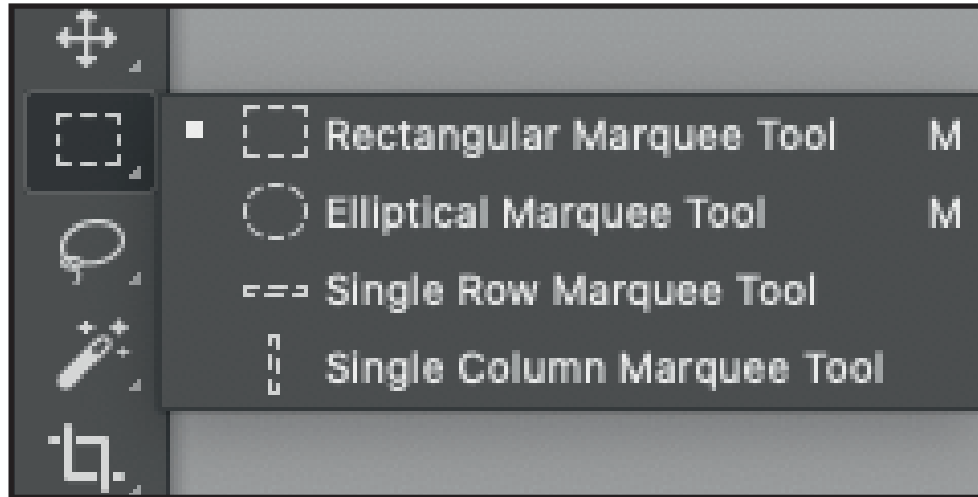 Rectangular Marquee Tool M
Elliptical Marquee Tool M
Single Row Marquee Tool
Single Column Marquee Tool